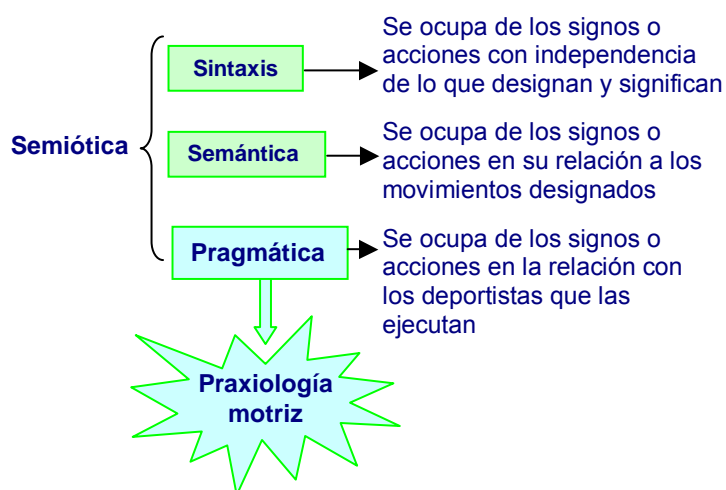 Semiótica
Sintaxis
Se ocupa de los signos o
acciones con independencia
de lo que designan y significan
Semántica
Se ocupa de los signos o
acciones en su relación a los
movimientos designados
Pragmática
Se ocupa de los signos o
acciones en la relación con
los deportistas que las
ejecutan
Praxiología
motriz